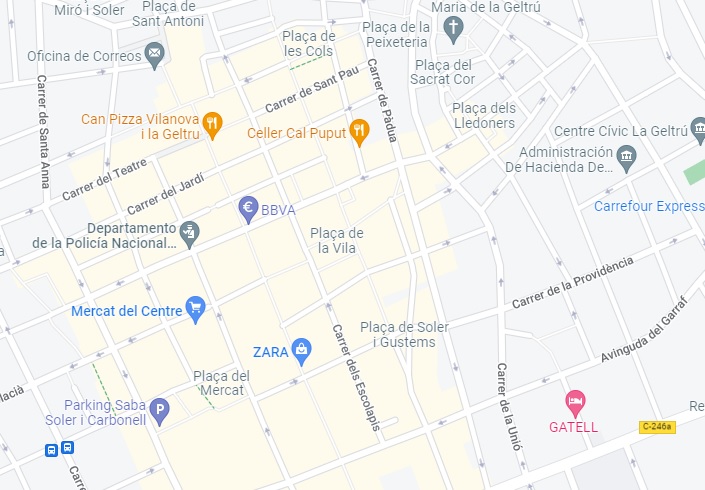 Miró i Soler
Plaça de
Sant Antoni
Oficina de Correos
Plaça de
les Cols
Plaça de la
Peixeteria
Maria de la Geltrú
Plaça del
Sacrat Cor
Carrer de Santa Anna
Can Pizza Vilanova
i la Geltru
Carrer de Sant Pau
Celler Cal Puput
Carrer de Pàdua
Plaça dels
Lledoners
Centre Cívic La Geltrú
Administración
De Hacienda De...
Carrer del Teatre
Carrer del Jardí
Carrefour Express
BBVA
Departamento
de la Policía Nacional...
a
Plaça de
la Vila
Carrer de la Providència
Mercat del Centre
ZARA
Carrer dels Escolapis
Plaça de Soler
i Gustems
Avinguda del Garraf
Plaça del
Mercat
lacià
Parking Saba
Soler i Carbonell
P
Carrer de la Unió
GATELL
C-246a
Re
Carre